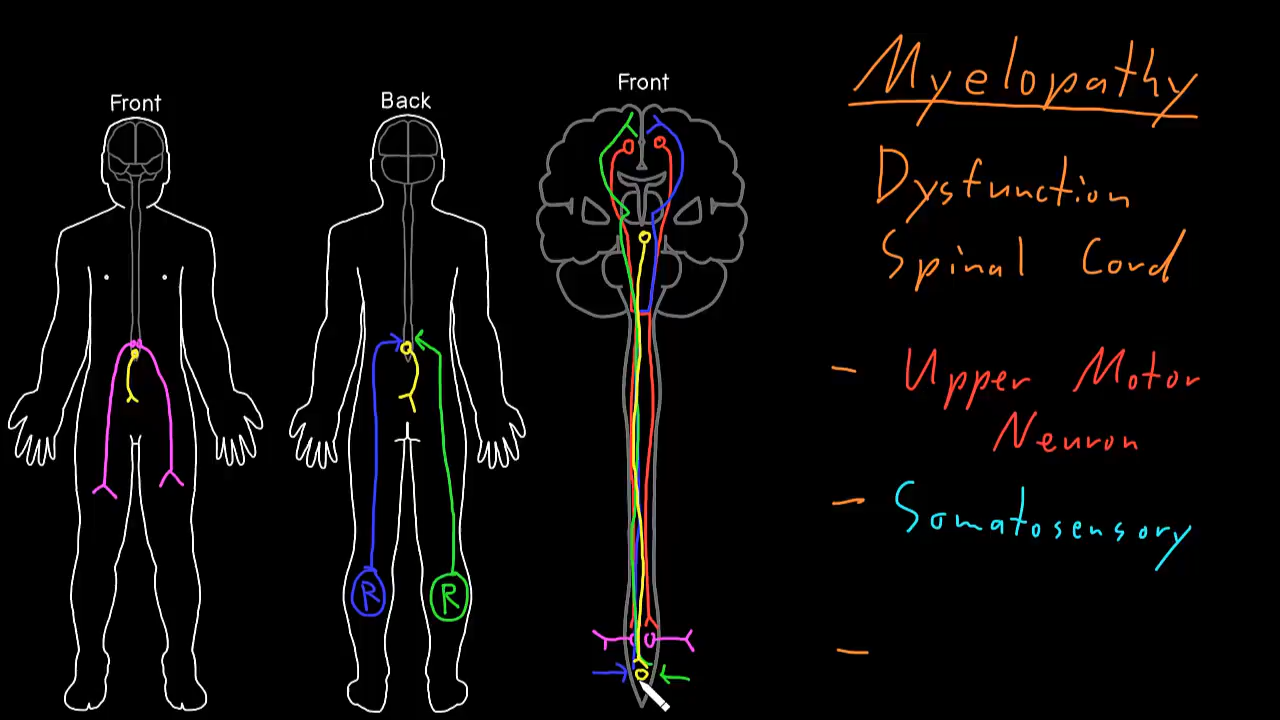 Front
Back
Front
R
R
Myelopathy
Dysfunction
Spinal Cord
- Upper Motor
Neuron
- Somatosensory
-